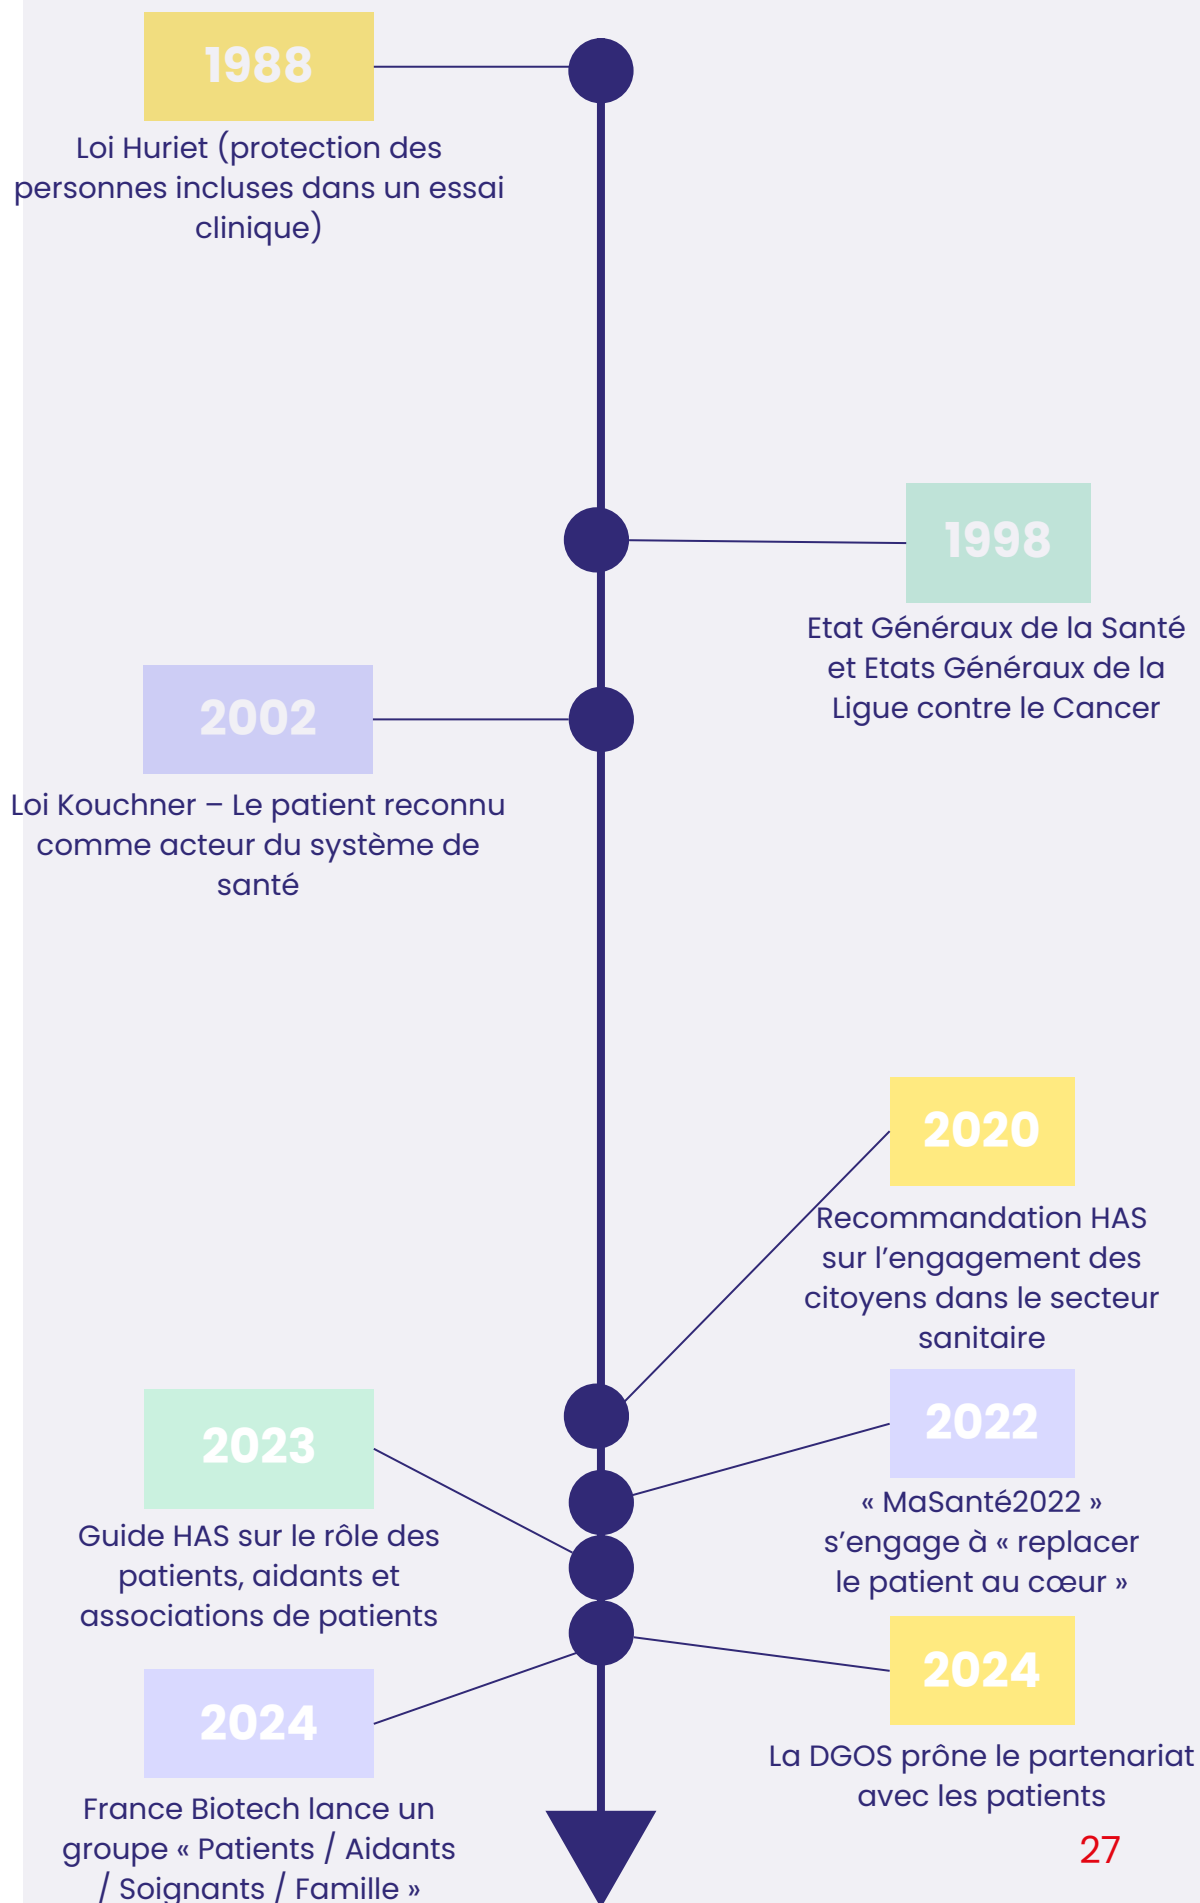 1988
Loi Huriet (protection des
personnes incluses dans un essai
clinique)
1998
Etat Généraux de la Santé
et Etats Généraux de la
Ligue contre le Cancer
2002
Loi Kouchner – Le patient reconnu
comme acteur du système de
santé
2020
Recommandation HAS
sur l’engagement des
citoyens dans le secteur
sanitaire
2022
« MaSanté2022 »
s’engage à « replacer
le patient au cœur »
2023
Guide HAS sur le rôle des
patients, aidants et
associations de patients
2024
La DGOS prône le partenariat
avec les patients
2024
France Biotech lance un
groupe « Patients / Aidants
/ Soignants / Famille »
27